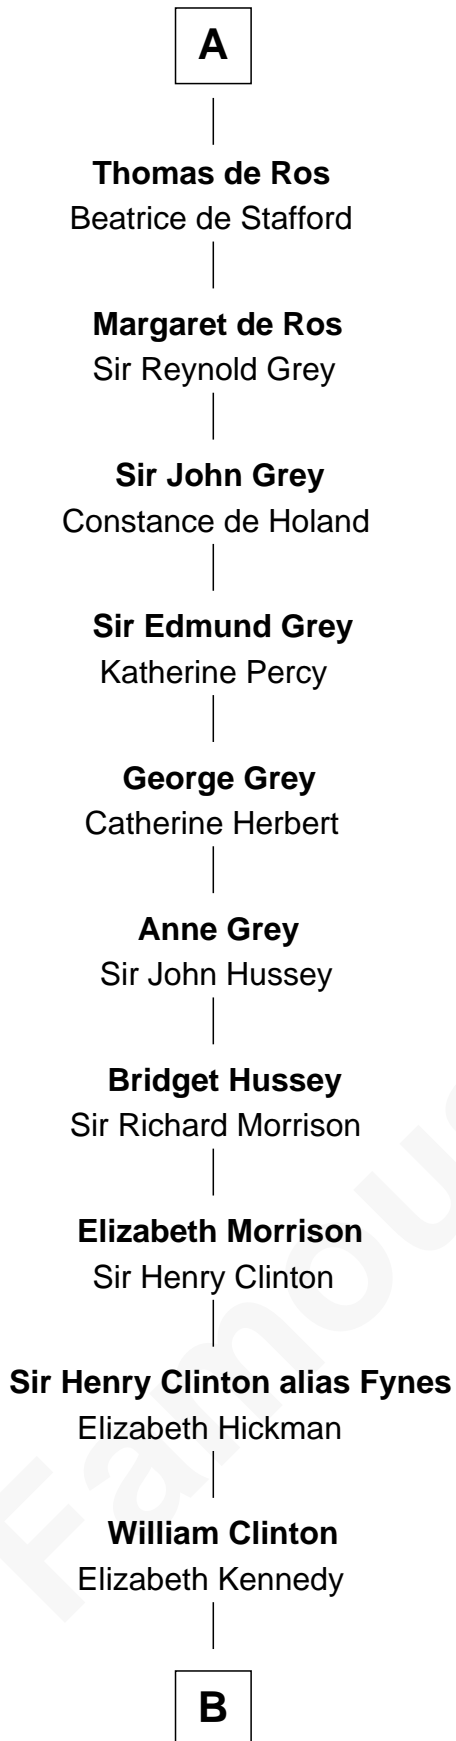 A
Thomas de Ros
Beatrice de Stafford
Margaret de Ros
Sir Reynold Grey
Sir John Grey
Constance de Holand
Sir Edmund Grey
Katherine Percy
George Grey
Catherine Herbert
Anne Grey
Sir John Hussey
Bridget Hussey
Sir Richard Morrison
Elizabeth Morrison
Sir Henry Clinton
Sir Henry Clinton alias Fynes
Elizabeth Hickman
William Clinton
Elizabeth Kennedy
B
Famous